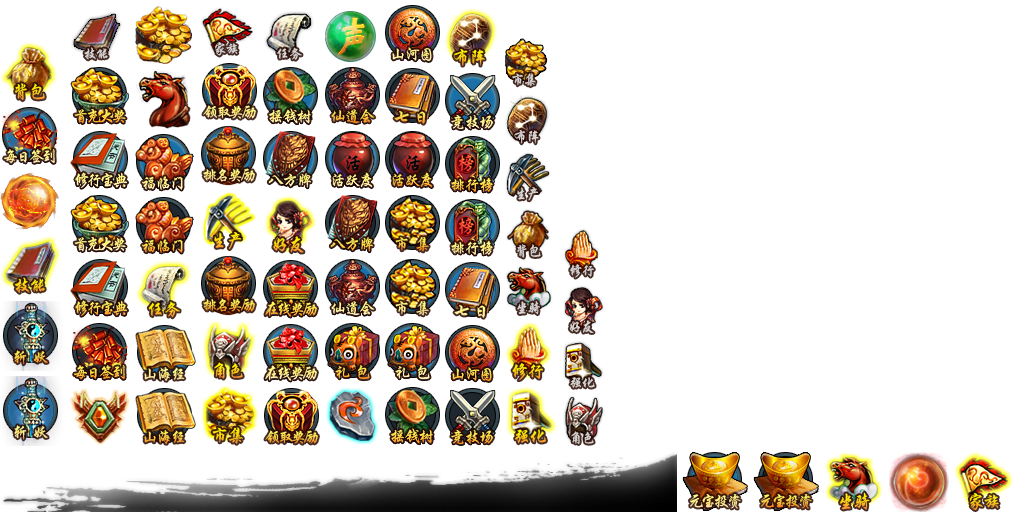 技能
家族
任务
声
山河图
布阵
背包
市集
首充大奖
领取奖励
摇钱树
仙道会
七日
竞技场
布阵
每日签到
修行宝典
福临门
排名奖励
八方牌
活
活跃度
活
活跃度
榜
排行榜
生产
首充大奖
福临门
生产
好友
八方牌
市集
榜
排行榜
背包
修行
技能
修行宝典
任务
排名奖励
在线奖励
仙道会
市集
七日
坐骑
好友
斩妖
每日签到
山海经
角色
在线奖励
礼包
礼包
山河图
修行
强化
斩妖
山海经
市集
领取奖励
摇钱树
竞技场
强化
角色
元宝投资
元宝投资
坐骑
家族